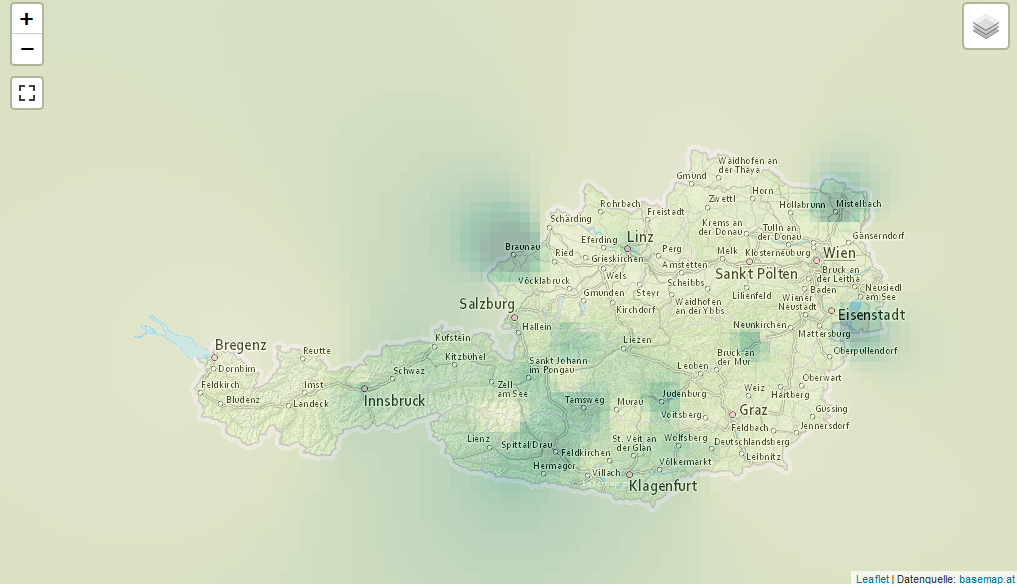 +
−
Waidhofen an
der Thaya
Gmünd
Horn
Zwettl
Hollabrunn
Mistelbach
Rohrbach
Freistadt
Schärding
Krems an
der Donau
Tulln an
der Donau
Gänserndorf
Eferding
Linz
Braunau
Ried
Grieskirchen
Perg
Melk
Klosterneuburg
Wien
Amstetten
Sankt Pölten
Bruck an
der Leitha
Wels
Vöcklabruck
Steyr
Scheibbs
Baden
Neusiedl
am See
Gmunden
Lilienfeld
Wiener
Neustadt
Salzburg
Kirchdorf
Waidhofen
an der Ybbs
Eisenstadt
Hallein
Neunkirchen
Mattersburg
Bregenz
Reutte
Kufstein
Liezen
Bruck an
der Mur
Oberpullendorf
Kitzbühel
Sankt Johann
im Pongau
Dornbirn
Schwaz
Leoben
Feldkirch
Imst
Zell
am See
Oberwart
Bludenz
Landeck
Innsbruck
Tamsweg
Murau
Judenburg
Weiz
Hartberg
Voitsberg
Graz
Güssing
Lienz
Spittal/Drau
St. Veit an
der Glan
Wolfsberg
Feldbach
Jennersdorf
Feldkirchen
Deutschlandsberg
Hermagor
Völkermarkt
Leibnitz
Villach
basemap.at
Klagenfurt
Leaflet | Datenquelle: basemap.at